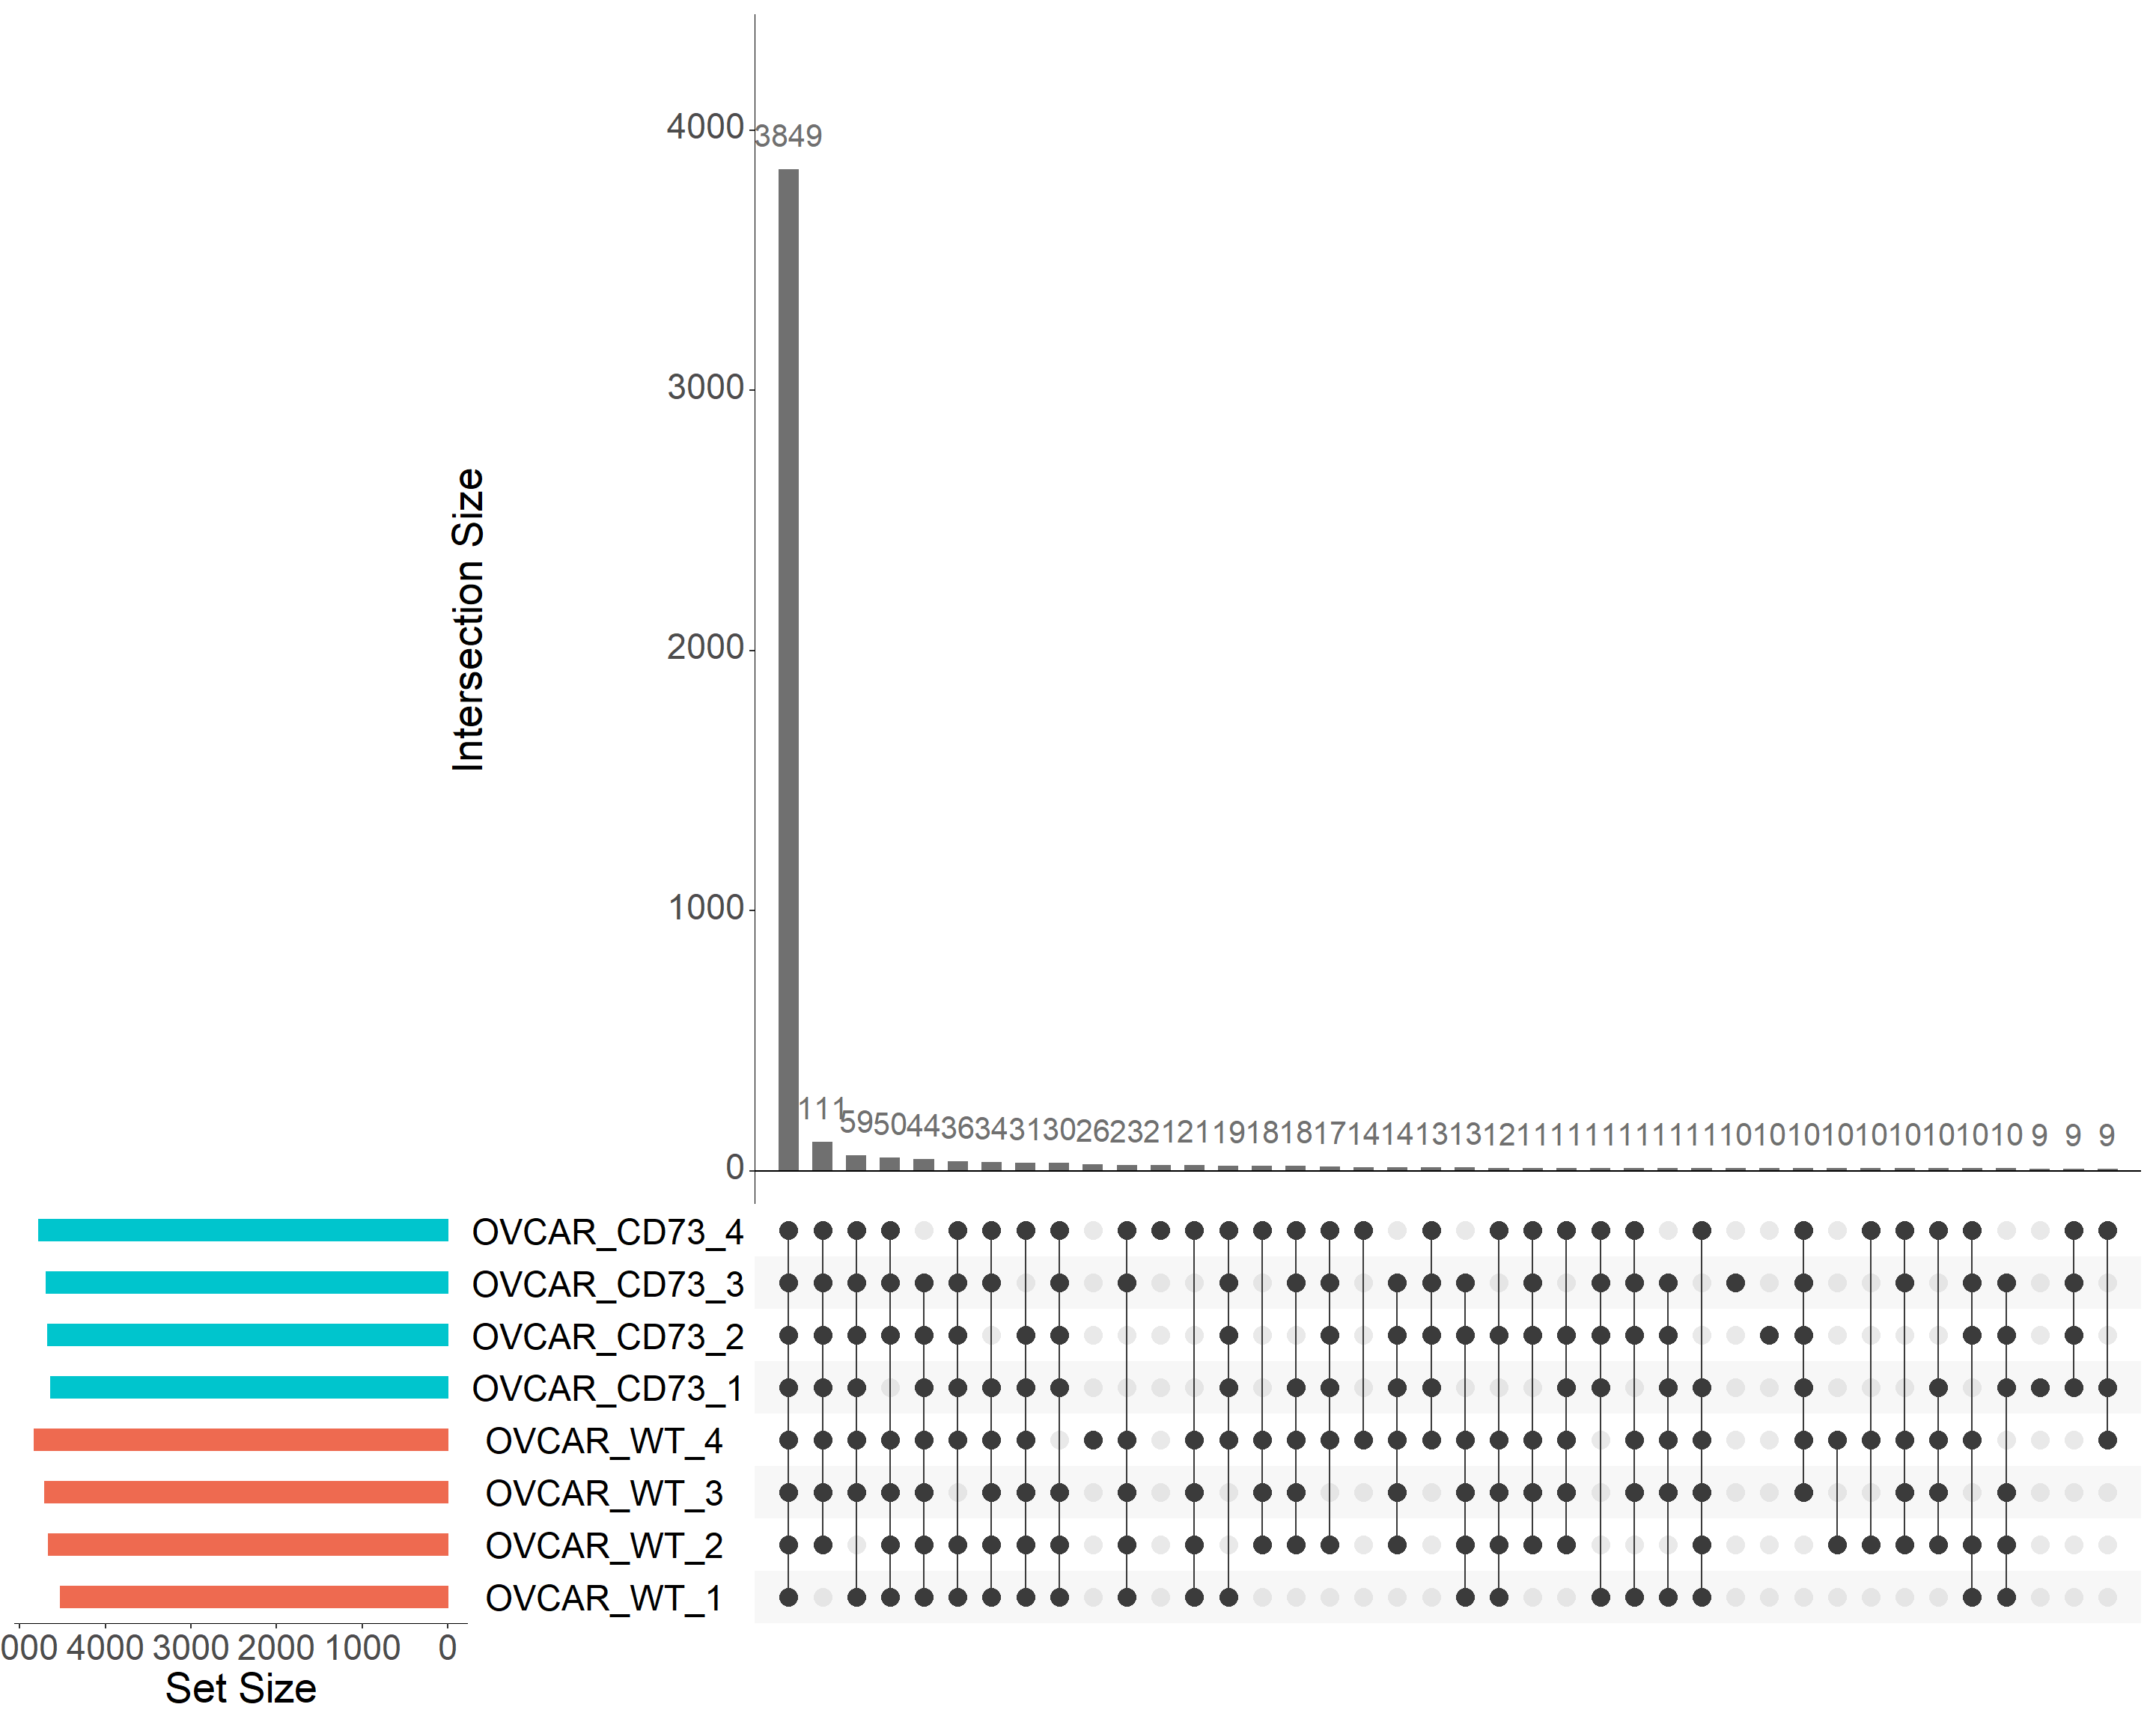 Intersection Size
4000
3000
2000
1000
0
3849
111 59 50 44 36 34 31 30 26 23 21 21 19 18 18 17 14 14 13 13 12 11 11 11 11 11 11 10 10 10 10 10 10 10 10 10 9 9 9
OVCAR_CD73_4
OVCAR_CD73_3
OVCAR_CD73_2
OVCAR_CD73_1
OVCAR_WT_4
OVCAR_WT_3
OVCAR_WT_2
OVCAR_WT_1
000 4000 3000 2000 1000 0
Set Size